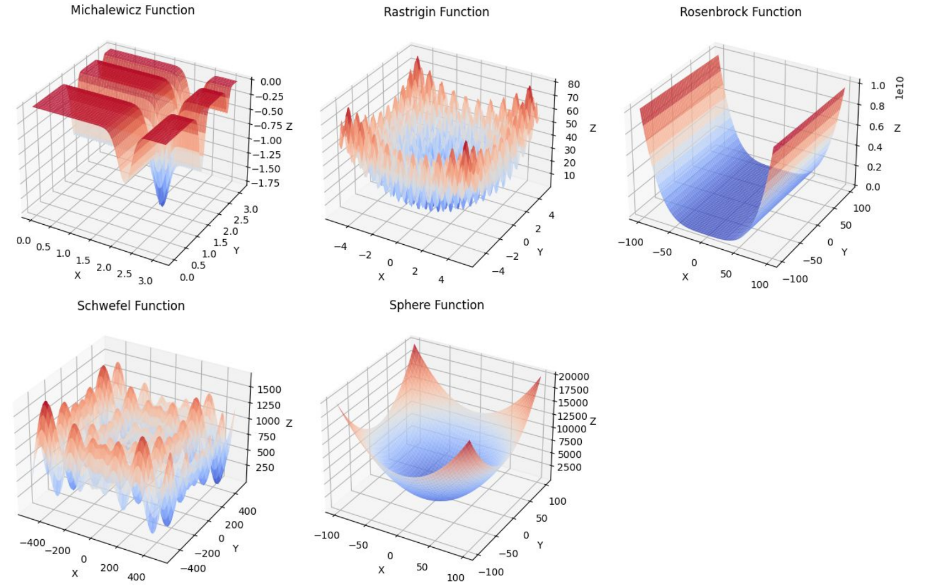 Michalewicz Function
0.00
−0.25
−0.50
−0.75
−1.00
−1.25
−1.50
−1.75
Z
0.0 0.5 1.0 1.5 2.0 2.5 3.0
X
0.0 0.5 1.0 1.5 2.0 2.5 3.0
Y
Rastrigin Function
80
70
60
50
40
30
20
10
Z
−4 −2 0 2 4
X
−4 −2 0 2 4
Y
Rosenbrock Function
1e10
1.0
0.8
0.6
0.4
0.2
0.0
Z
−100 −50 0 50 100
X
−100 −50 0 50 100
Y
Schwefel Function
1500
1250
1000
750
500
250
Z
−400 −200 0 200 400
X
−400 −200 0 200 400
Y
Sphere Function
20000
17500
15000
12500
10000
7500
5000
2500
Z
−100 −50 0 50 100
X
−100 −50 0 50 100
Y